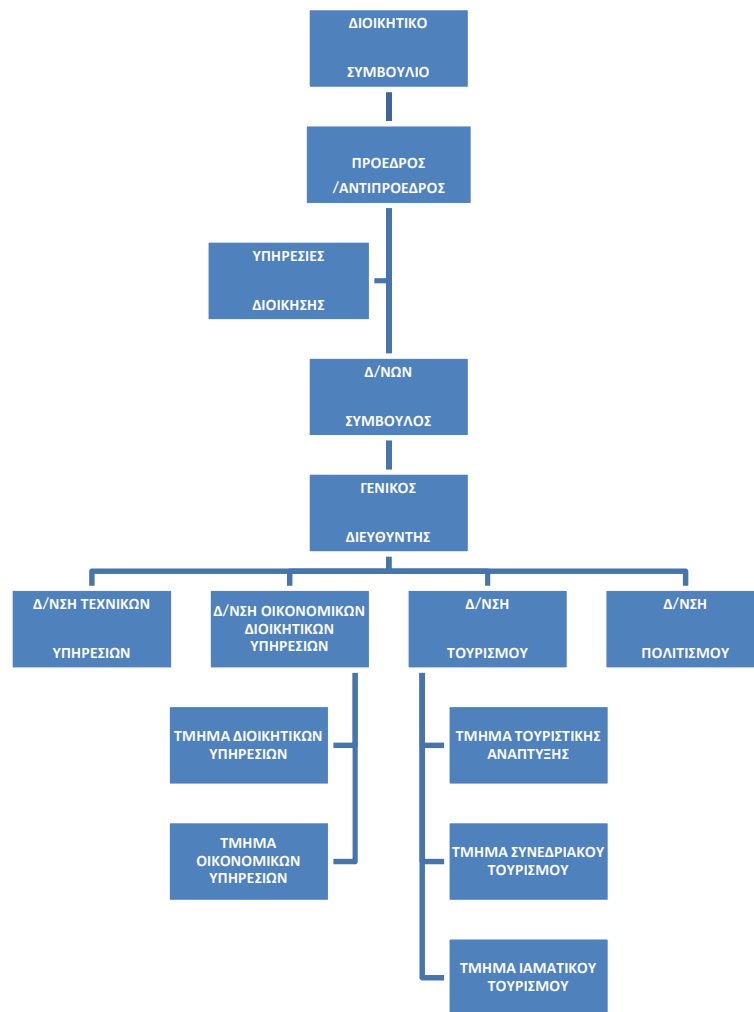 ΔΙΟΙΚΗΤΙΚΟ
ΣΥΜΒΟΥΛΙΟ
ΠΡΟΕΔΡΟΣ
/ΑΝΤΙΠΡΟΕΔΡΟΣ
ΥΠΗΡΕΣΙΕΣ
ΔΙΟΙΚΗΣΗΣ
Δ/ΝΩΝ
ΣΥΜΒΟΥΛΟΣ
ΓΕΝΙΚΟΣ
ΔΙΕΥΘΥΝΤΗΣ
Δ/ΝΣΗ ΤΕΧΝΙΚΩΝ
ΥΠΗΡΕΣΙΩΝ
Δ/ΝΣΗ ΟΙΚΟΝΟΜΙΚΩΝ
ΔΙΟΙΚΗΤΙΚΩΝ
ΥΠΗΡΕΣΙΩΝ
Δ/ΝΣΗ
ΤΟΥΡΙΣΜΟΥ
Δ/ΝΣΗ
ΠΟΛΙΤΙΣΜΟΥ
ΤΜΗΜΑ ΔΙΟΙΚΗΤΙΚΩΝ
ΥΠΗΡΕΣΙΩΝ
ΤΜΗΜΑ
ΟΙΚΟΝΟΜΙΚΩΝ
ΥΠΗΡΕΣΙΩΝ
ΤΜΗΜΑ ΤΟΥΡΙΣΤΙΚΗΣ
ΑΝΑΠΤΥΞΗΣ
ΤΜΗΜΑ ΣΥΝΕΔΡΙΑΚΟΥ
ΤΟΥΡΙΣΜΟΥ
ΤΜΗΜΑ ΙΑΜΑΤΙΚΟΥ
ΤΟΥΡΙΣΜΟΥ